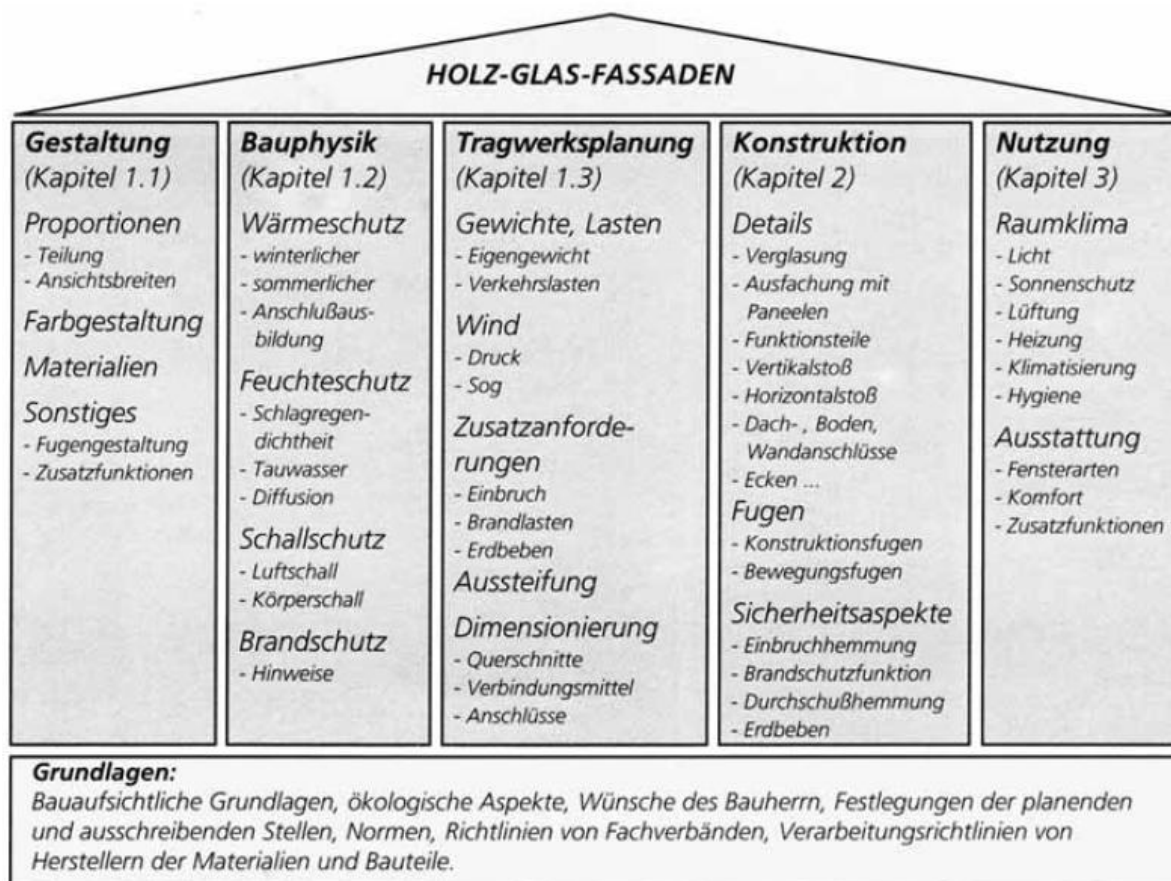 HOLZ-GLAS-FASSADEN
Gestaltung
(Kapitel 1.1)
Proportionen
- Teilung
- Ansichtsbreiten
Farbgestaltung
Materialien
Sonstiges
- Fugengestaltung
- Zusatzfunktionen
Bauphysik
(Kapitel 1.2)
Wärmeschutz
- winterlicher
- sommerlicher
- Anschlußaus-
bildung
Feuchteschutz
- Schlagregen-
dichtheit
- Tauwasser
- Diffusion
Schallschutz
- Luftschall
- Körperschall
Brandschutz
- Hinweise
Tragwerksplanung
(Kapitel 1.3)
Gewichte, Lasten
- Eigengewicht
- Verkehrslasten
Wind
- Druck
- Sog
Zusatzanforde-
rungen
- Einbruch
- Brandlasten
- Erdbeben
Aussteifung
Dimensionierung
- Querschnitte
- Verbindungsmittel
- Anschlüsse
Konstruktion
(Kapitel 2)
Details
- Verglasung
- Ausfachung mit
Paneelen
- Funktionsteile
- Vertikalstoß
- Horizontalstoß
- Dach- , Boden,
Wandanschlüsse
- Ecken ...
Fugen
- Konstruktionsfugen
- Bewegungsfugen
Sicherheitsaspekte
- Einbruchhemmung
- Brandschutzfunktion
- Durchschußhemmung
- Erdbeben
Nutzung
(Kapitel 3)
Raumklima
- Licht
- Sonnenschutz
- Lüftung
- Heizung
- Klimatisierung
- Hygiene
Ausstattung
- Fensterarten
- Komfort
- Zusatzfunktionen
Grundlagen:
Bauaufsichtliche Grundlagen, ökologische Aspekte, Wünsche des Bauherrn, Festlegungen der planenden
und ausschreibenden Stellen, Normen, Richtlinien von Fachverbänden, Verarbeitungsrichtlinien von
Herstellern der Materialien und Bauteile.